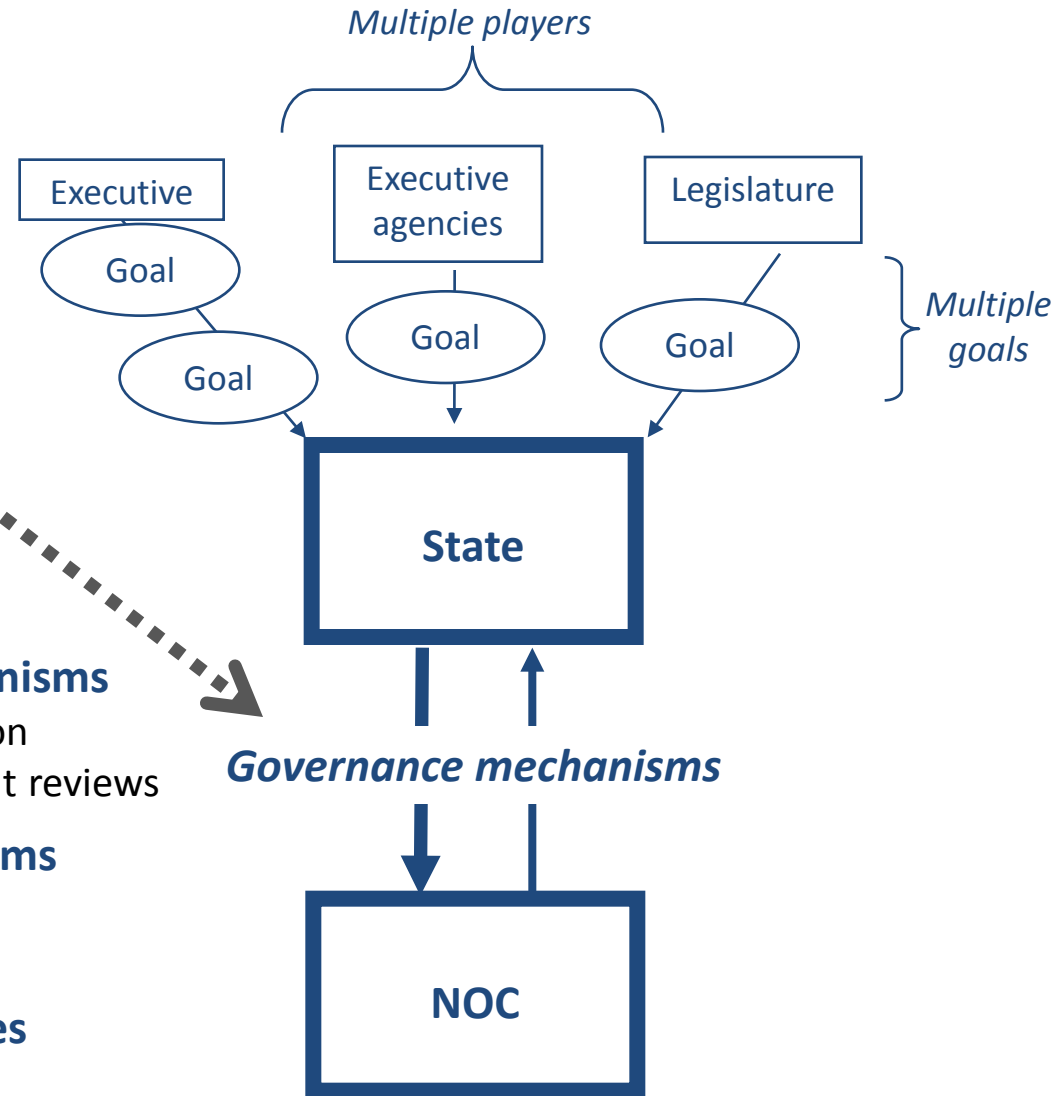 Multiple players
Executive
Executive
agencies
Legislature
Goal
Goal
Goal
Goal
Multiple
goals
State
nisms
on
t reviews
Governance mechanisms
ms
es
NOC